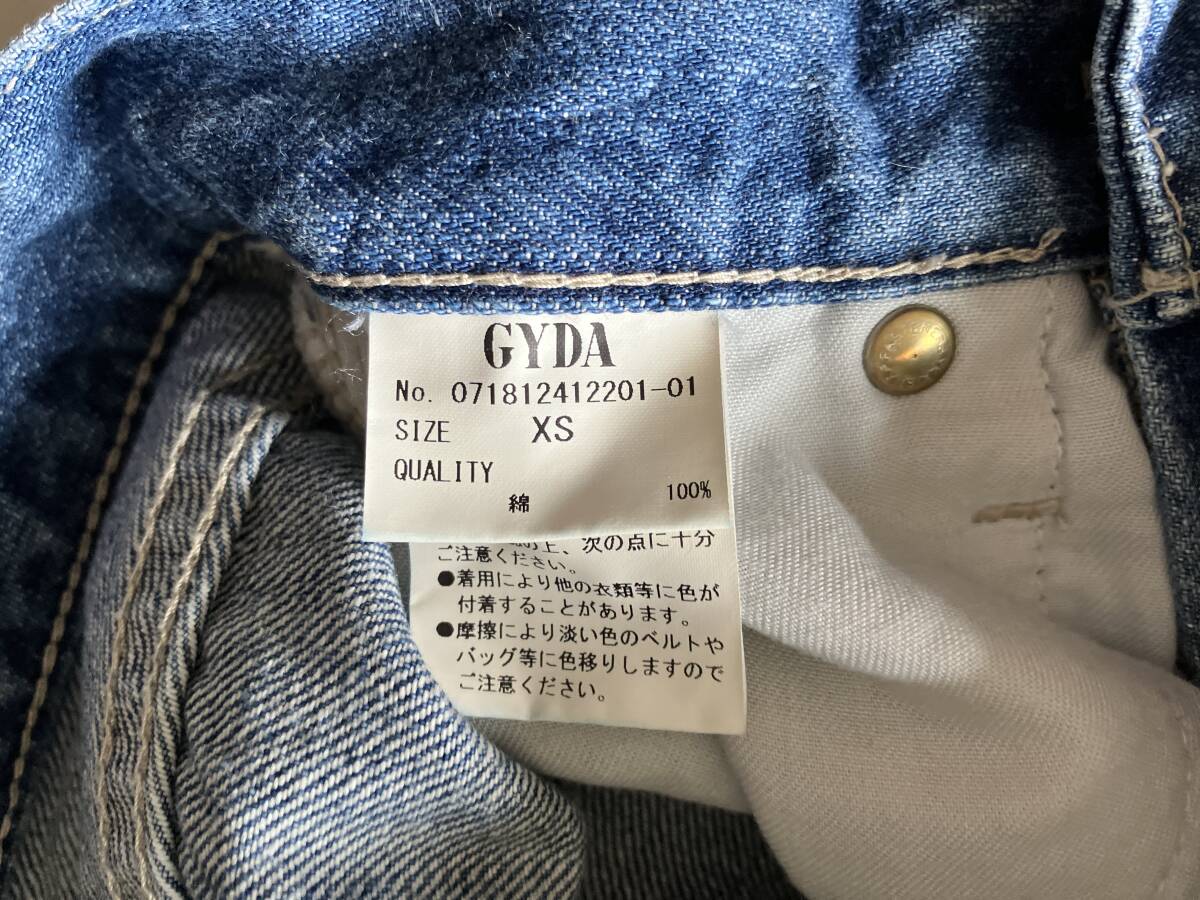 GYDA
No. 071812412201-01
SIZE XS
QUALITY
綿 100%
上、次の点に十分
ご注意ください。
●着用により他の衣類等に色が
付着することがあります。
●摩擦により淡い色のベルトや
バッグ等に色移りしますので
ご注意ください。